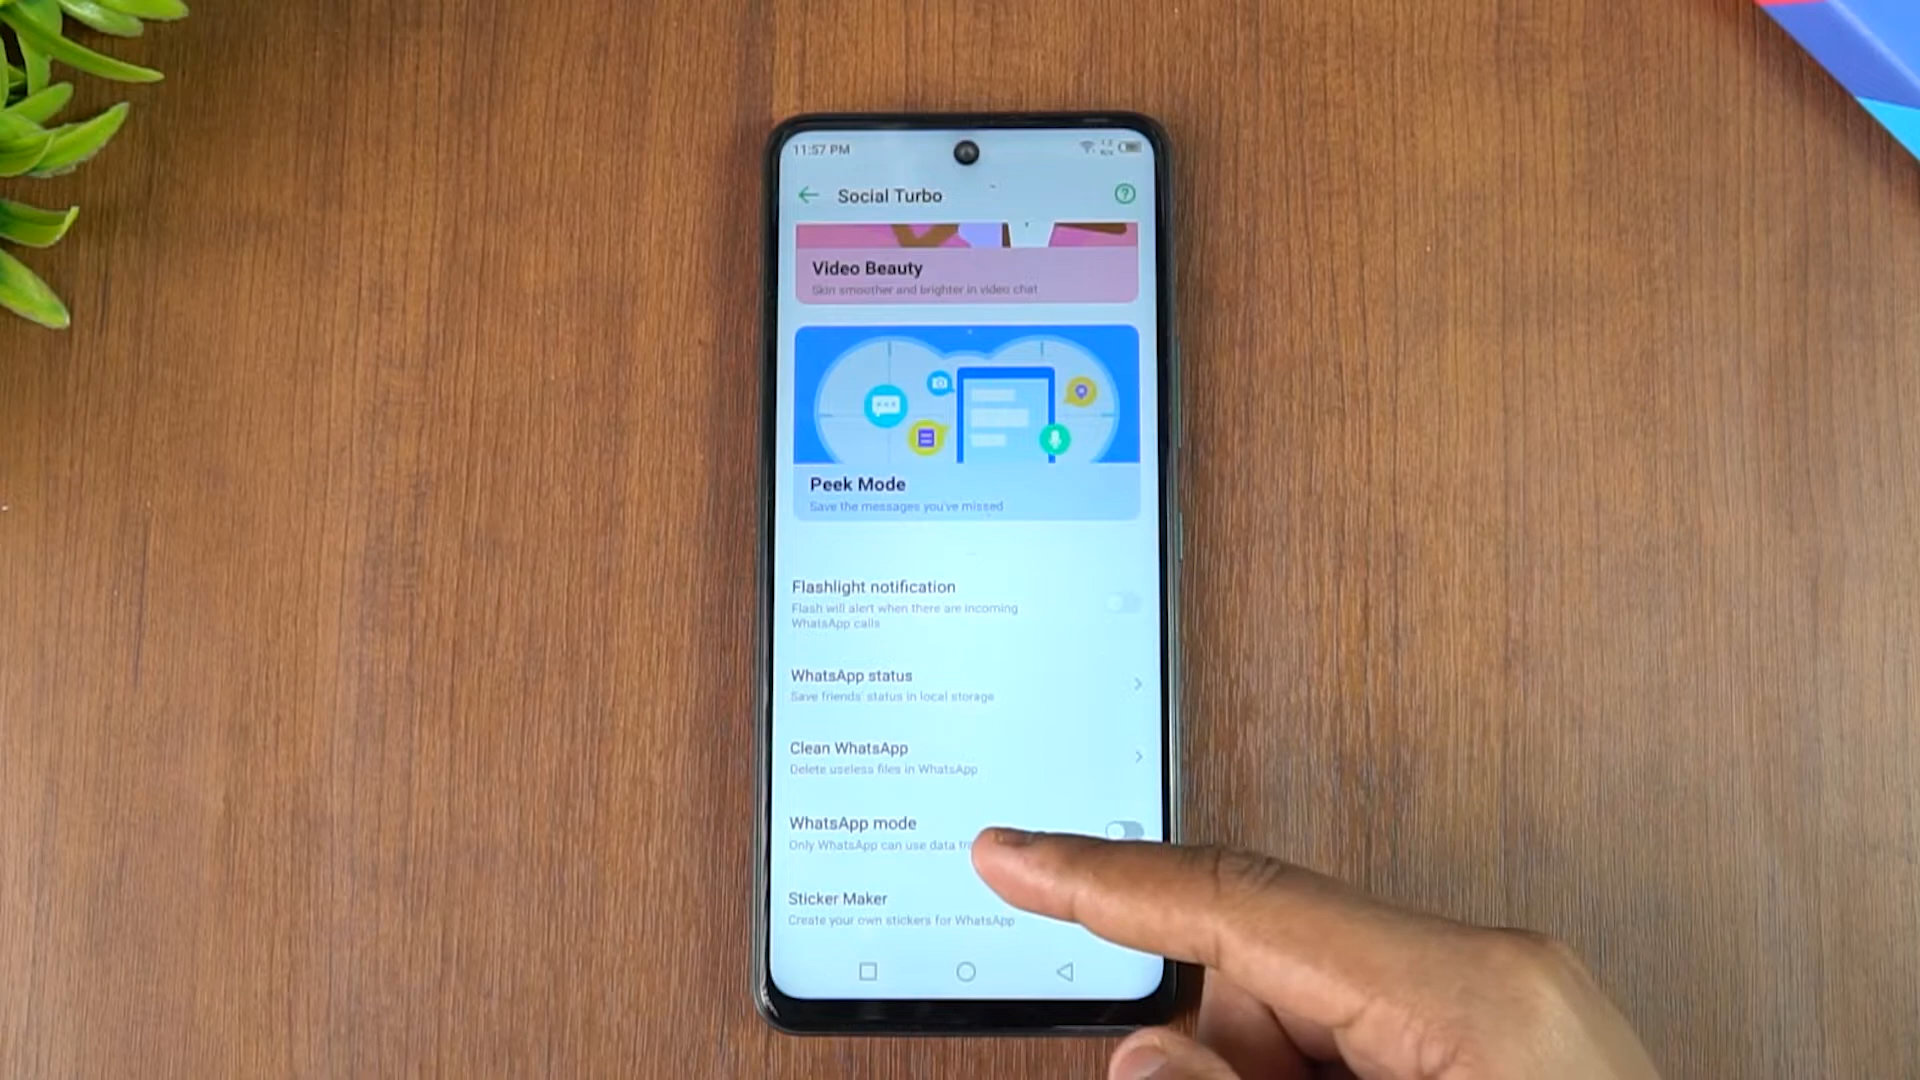 11:57 PM
Social Turbo
Video Beauty
Skin smoother and brighter in video chat
Peek Mode
Save the messages you've missed
Flashlight notification
Flash will alert when there are incoming
WhatsApp calls
WhatsApp status
Save friends' status in local storage
Clean WhatsApp
Delete useless files in WhatsApp
WhatsApp mode
Only WhatsApp can use data
Sticker Maker
Create your own stickers for WhatsApp